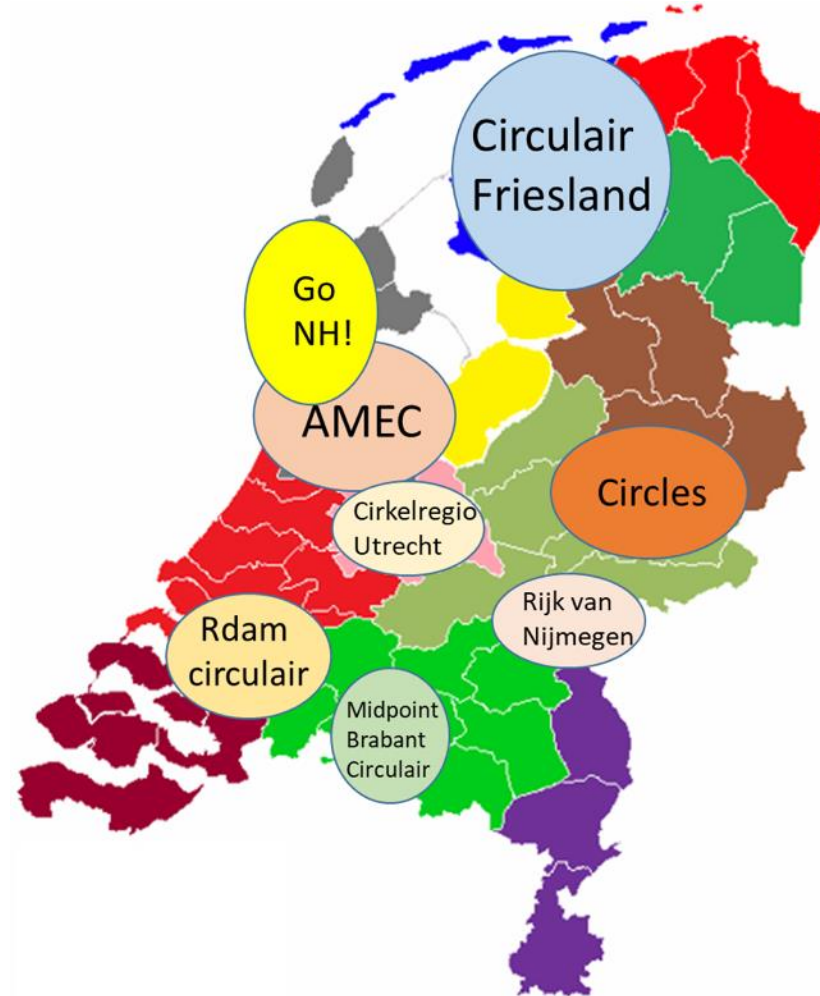 Circulair
Friesland
Go
NH!
AMEC
Circles
Cirkelregio
Utrecht
Rijk van
Nijmegen
Rdam
circulair
Midpoint
Brabant
Circulair